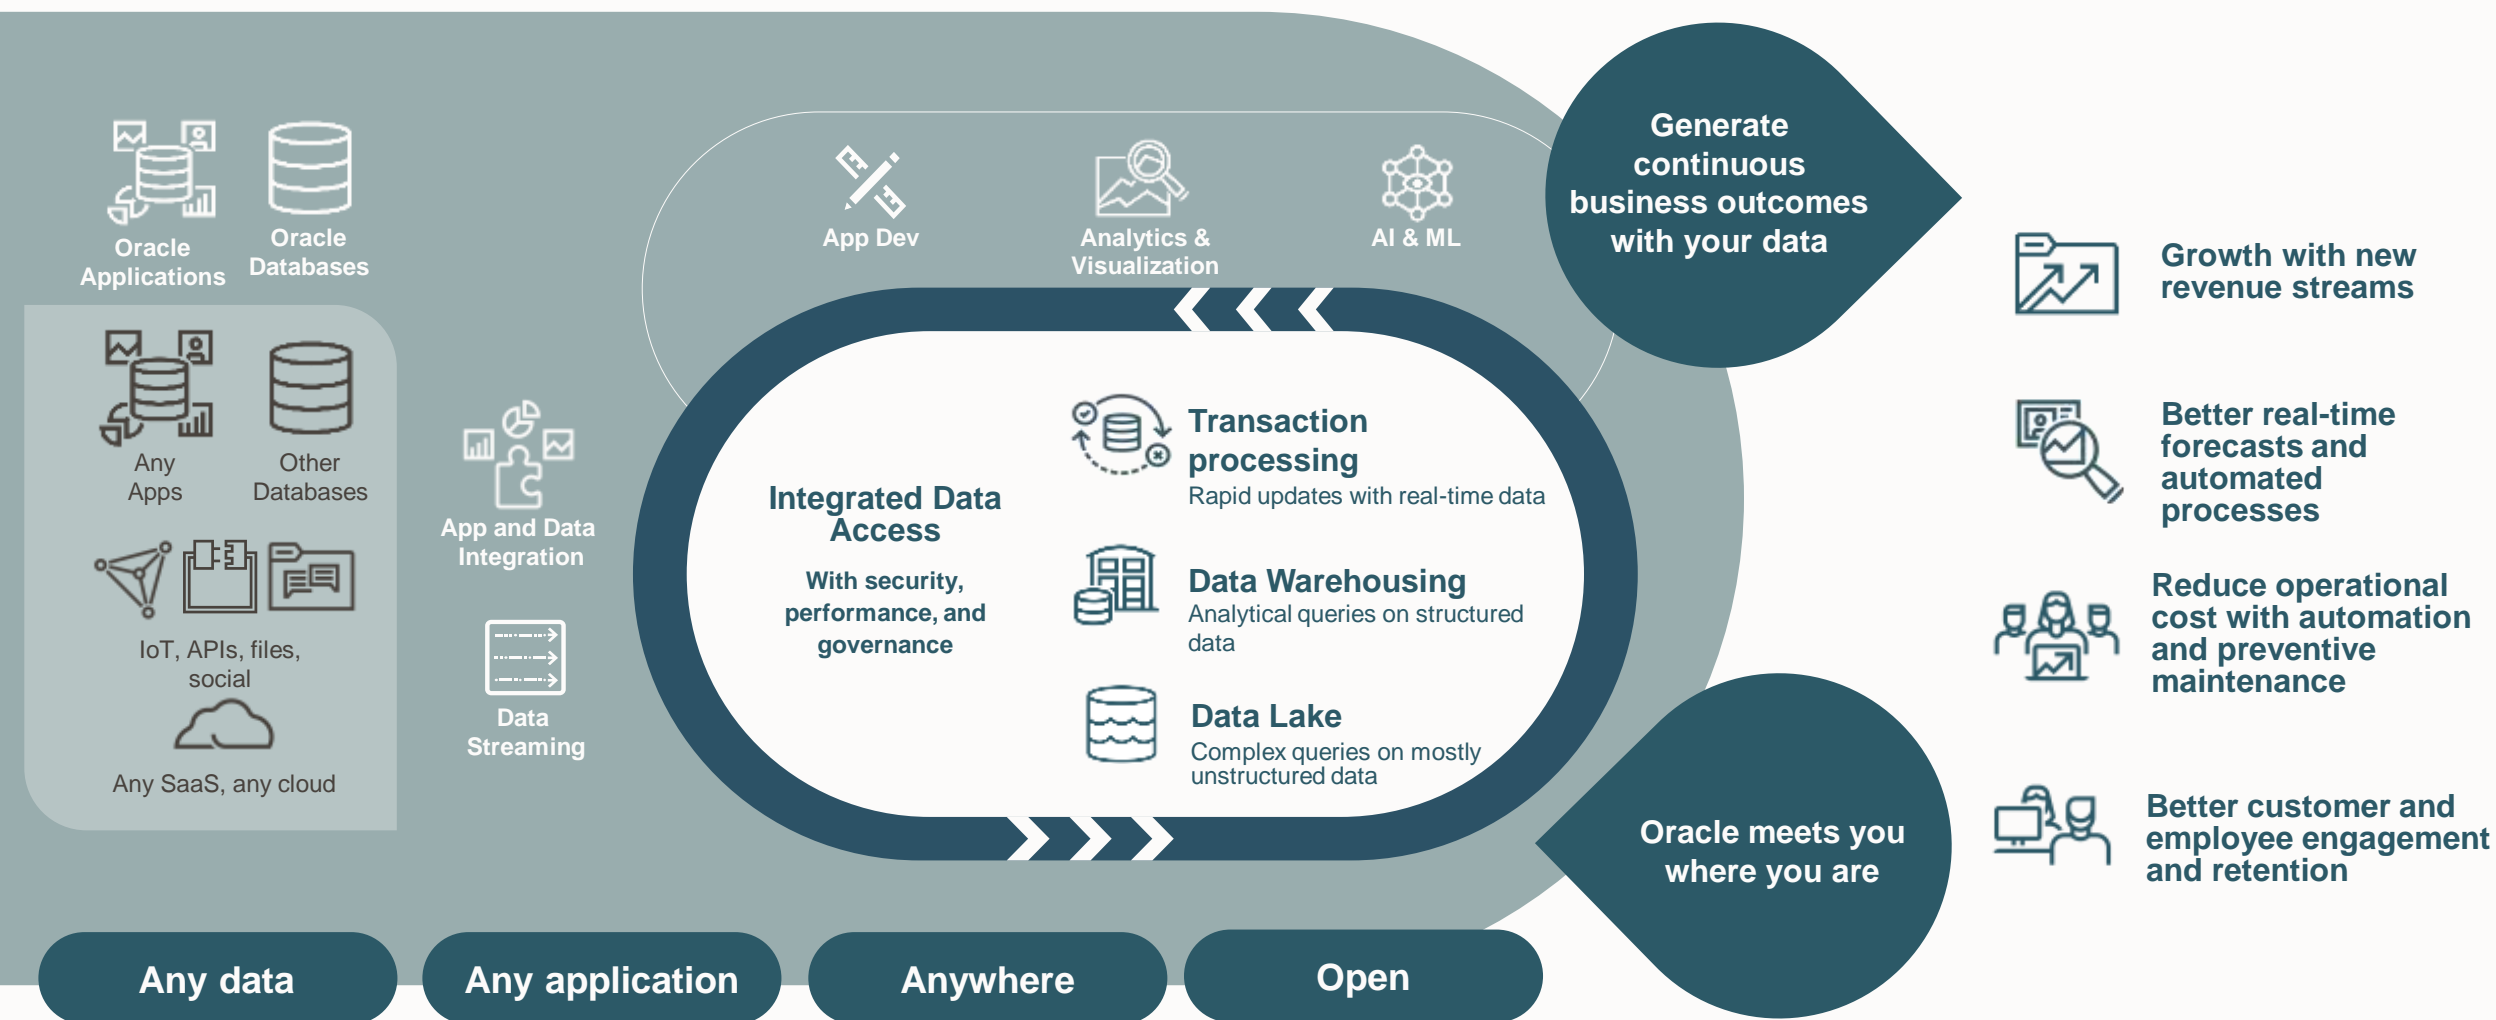 Oracle
Applications
Oracle
Databases
Any
Apps
Other
Databases
IoT, APIs, files,
social
Any SaaS, any cloud
App and Data
Integration
Data
Streaming
App Dev
Analytics &
Visualization
AI & ML
Integrated Data
Access
With security,
performance, and
governance
Transaction
processing
Rapid updates with real-time data
Data Warehousing
Analytical queries on structured
data
Data Lake
Complex queries on mostly
unstructured data
Generate
continuous
business outcomes
with your data
Oracle meets you
where you are
Growth with new
revenue streams
Better real-time
forecasts and
automated
processes
Reduce operational
cost with automation
and preventive
maintenance
Better customer and
employee engagement
and retention
Any data
Any application
Anywhere
Open